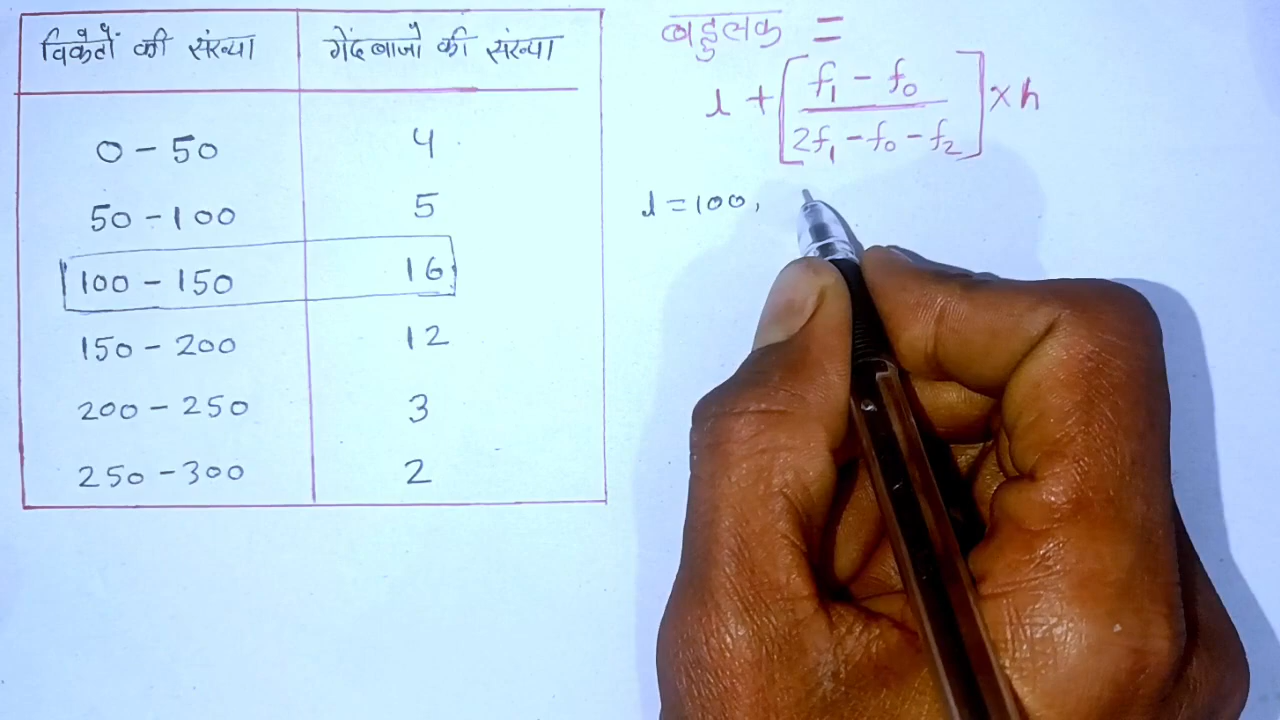 विकेटों की संख्या गेंदबाजों की संख्या
0 - 50 4
50 - 100 5
100 - 150 16
150 - 200 12
200 - 250 3
250 - 300 2
बहुलक =
l + [ f₁ - f₀ / 2f₁ - f₀ - f₂ ] × h
l = 100,